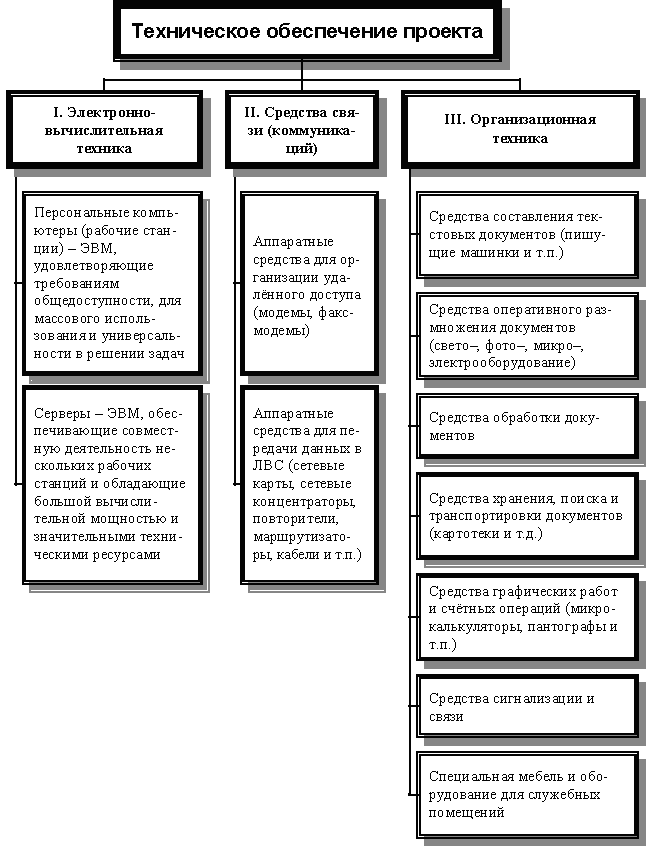 Техническое обеспечение проекта
I. Электронно-
вычислительная
техника
Персональные компь-
ютеры (рабочие стан-
ции) – ЭВМ,
удовлетворяющие
требованиям
общедоступности, для
массового исполь-
зования и универсаль-
ности в решении задач
Серверы – ЭВМ, обес-
печивающие совмест-
ную деятельность не-
скольких рабочих
станций и обладающие
большой вычисли-
тельной мощностью и
значительными техни-
ческими ресурсами
II. Средства свя-
зи (коммуника-
ций)
Аппаратные
средства для ор-
ганизации уда-
лённого доступа
(модемы, факс-
модемы)
Аппаратные
средства для пе-
редачи данных в
ЛВС (сетевые
карты, сетевые
концентраторы,
повторители,
маршрутизато-
ры, кабели и т.п.)
III. Организационная
техника
Средства составления тек-
стовых документов (пишу-
щие машинки и т.п.)
Средства оперативного раз-
множения документов
(свето–, фото–, микро–,
электрооборудование)
Средства обработки доку-
ментов
Средства хранения, поиска и
транспортировки документов
(картотеки и т.д.)
Средства графических работ
и счётных операций (микро-
калькуляторы, пантографы и
т.п.)
Средства сигнализации и
связи
Специальная мебель и обо-
рудование для служебных
помещений